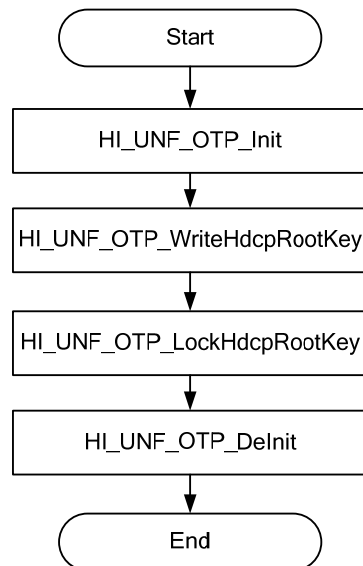 Start
HI_UNF_OTP_Init
HI_UNF_OTP_WriteHdcpRootKey
HI_UNF_OTP_LockHdcpRootKey
HI_UNF_OTP_DeInit
End